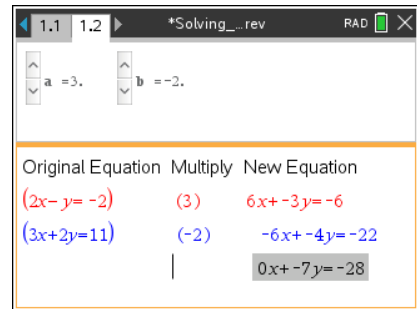 1.1 1.2 *Solving_…rev RAD
a =3. b =-2.
Original Equation Multiply New Equation
(2x- y= -2) (3) 6x+ -3y= -6
(3x+2y=11) (-2) -6x+ -4y= -22
0x+ -7y= -28